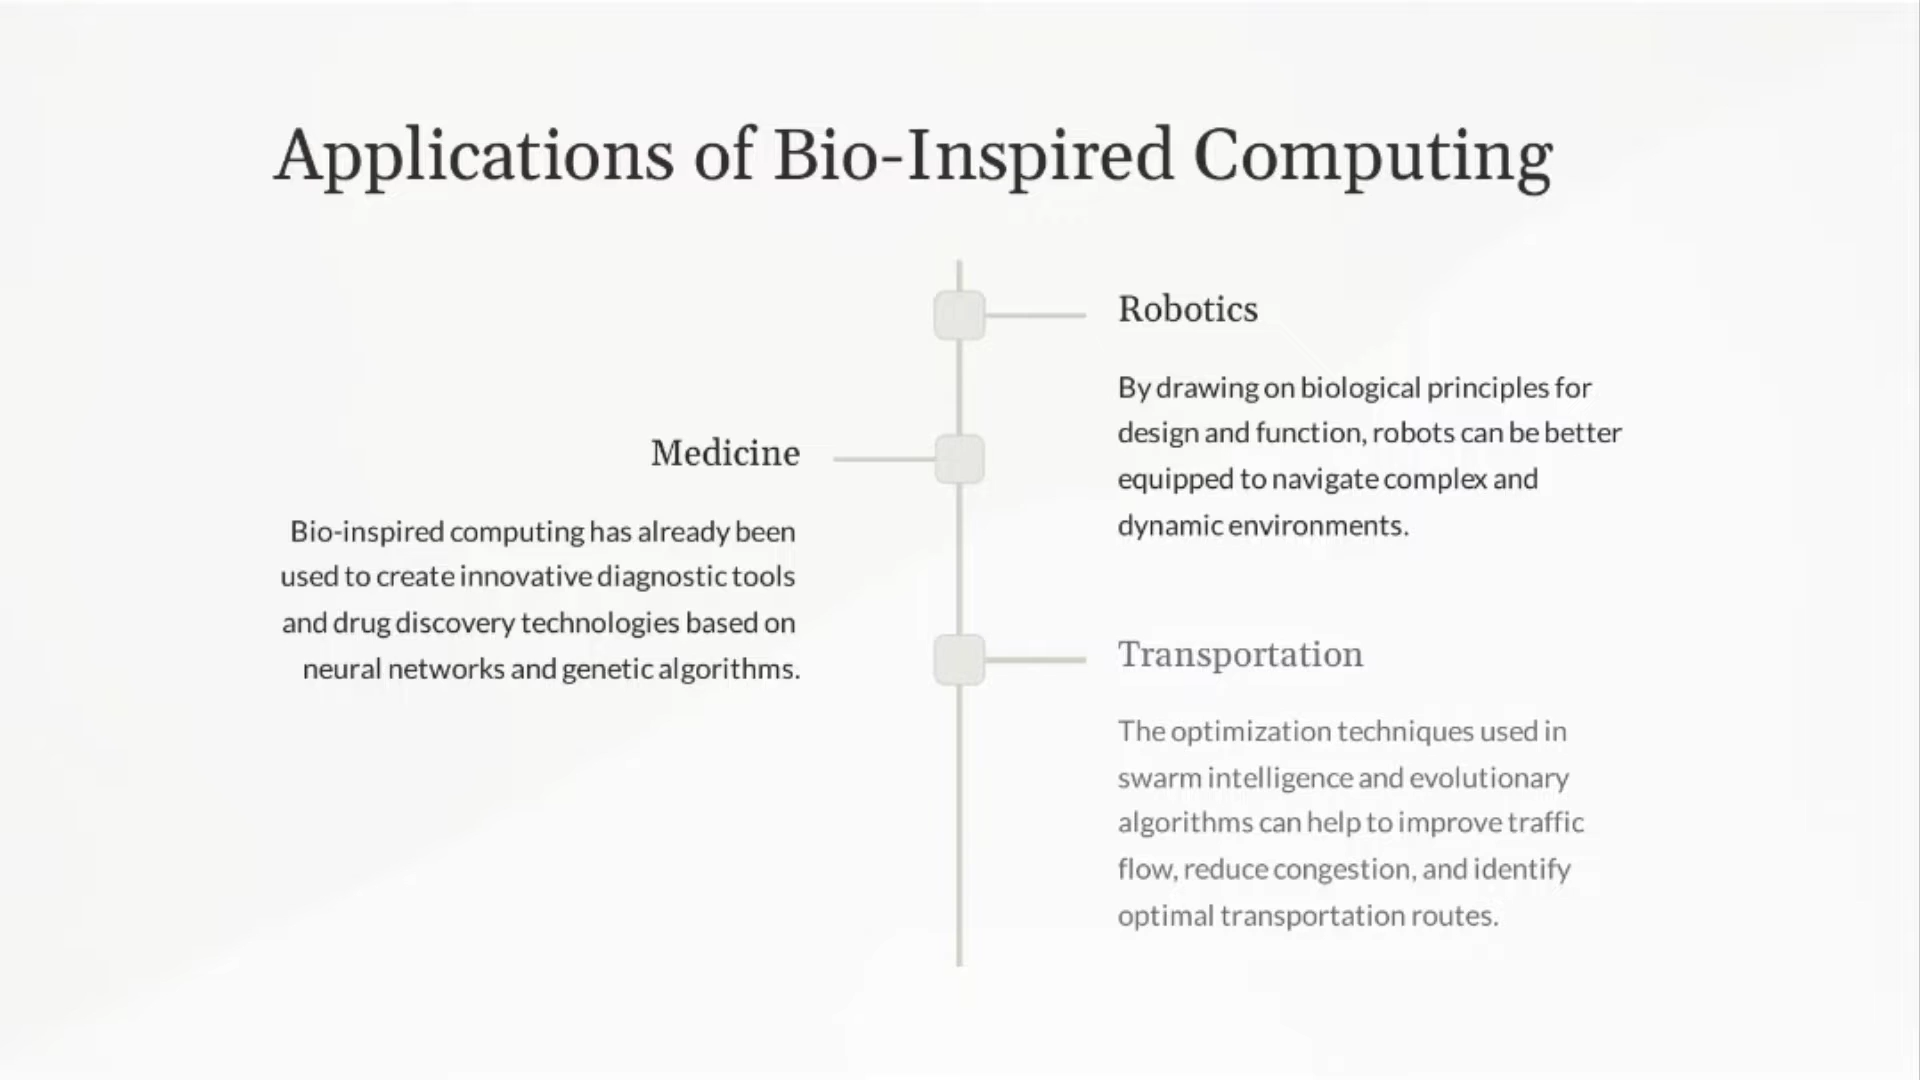 Applications of Bio-Inspired Computing
Robotics
By drawing on biological principles for
design and function, robots can be better
equipped to navigate complex and
dynamic environments.
Medicine
Bio-inspired computing has already been
used to create innovative diagnostic tools
and drug discovery technologies based on
neural networks and genetic algorithms.
Transportation
The optimization techniques used in
swarm intelligence and evolutionary
algorithms can help to improve traffic
flow, reduce congestion, and identify
optimal transportation routes.